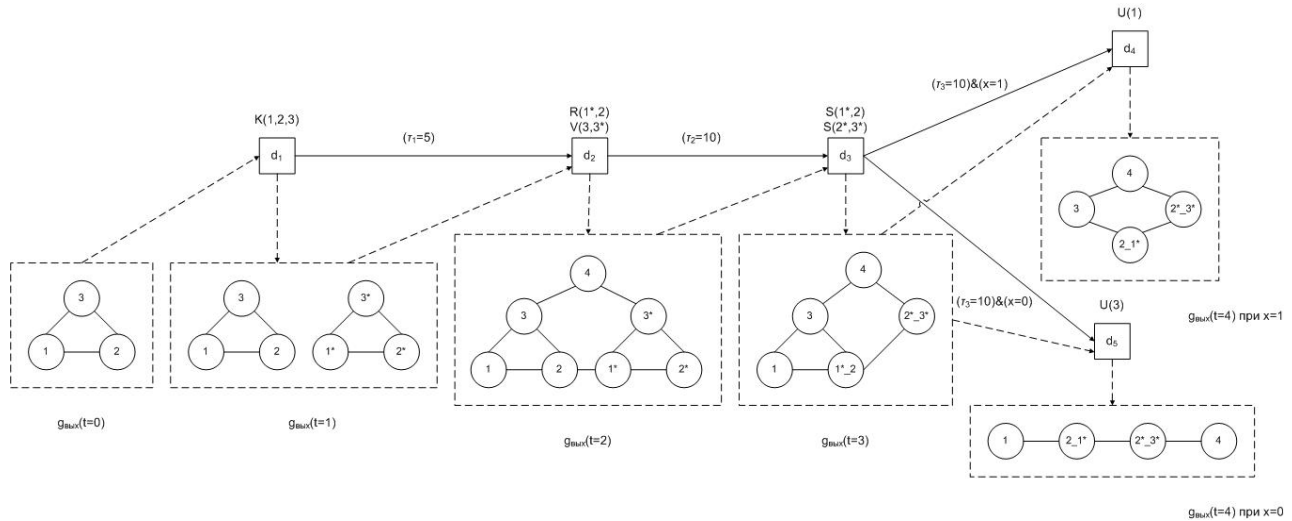 U(1)
d₄
(τ₃=10)&(x=1)
K(1,2,3)
R(1*,2)
V(3,3*)
S(1*,2)
S(2*,3*)
(τ₁=5)
(τ₂=10)
d₁
d₂
d₃
4
3
2*_3*
2_1*
3
1
2
3
1
2
3*
1*
2*
4
3
3*
1
2
1*
2*
4
3
2*_3*
1
1*_2
(τ₃=10)&(x=0)
U(3)
d₅
gвых(t=4) при x=1
gвых(t=0)
gвых(t=1)
gвых(t=2)
gвых(t=3)
1
2_1*
2*_3*
4
gвых(t=4) при x=0